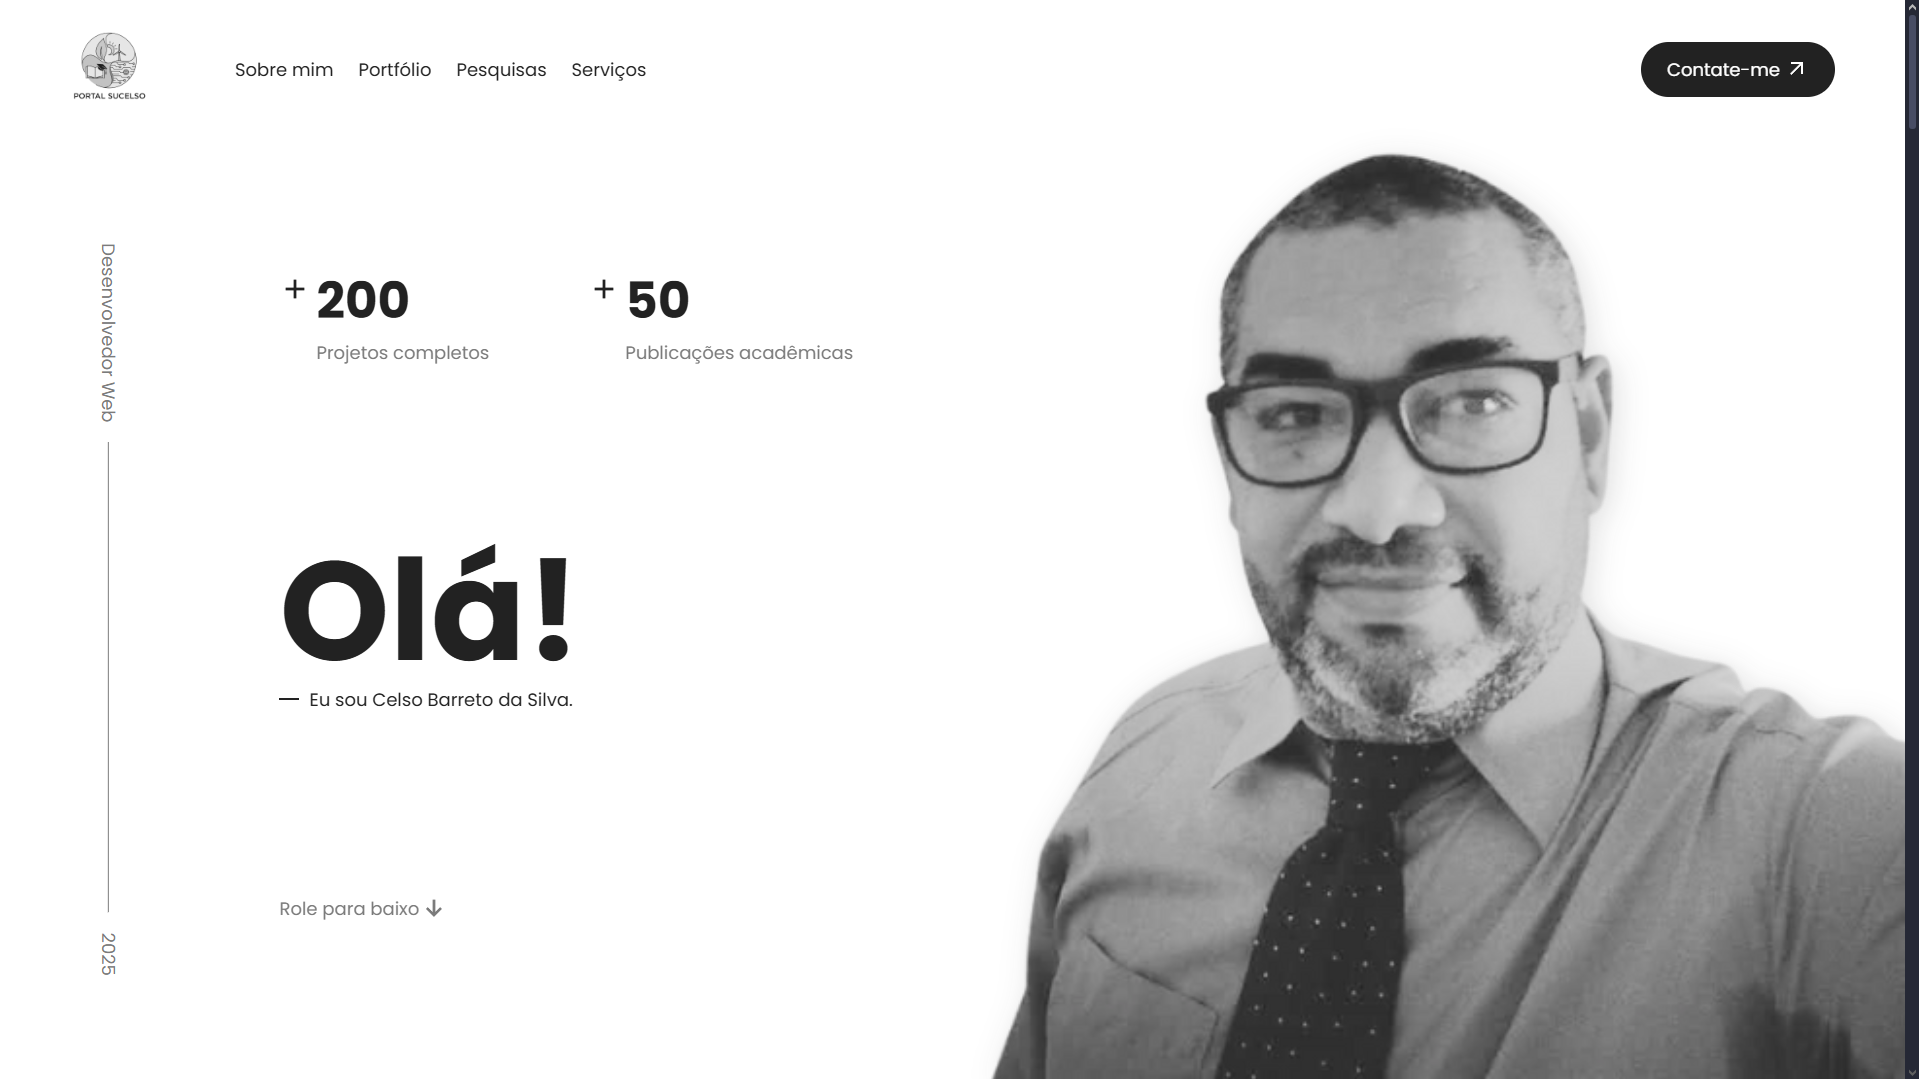 PORTAL SUCELSO
Sobre mim
Portfólio
Pesquisas
Serviços
Contate-me
Desenvolvedor Web
2025
+ 200
Projetos completos
+ 50
Publicações acadêmicas
Olá!
— Eu sou Celso Barreto da Silva.
Role para baixo